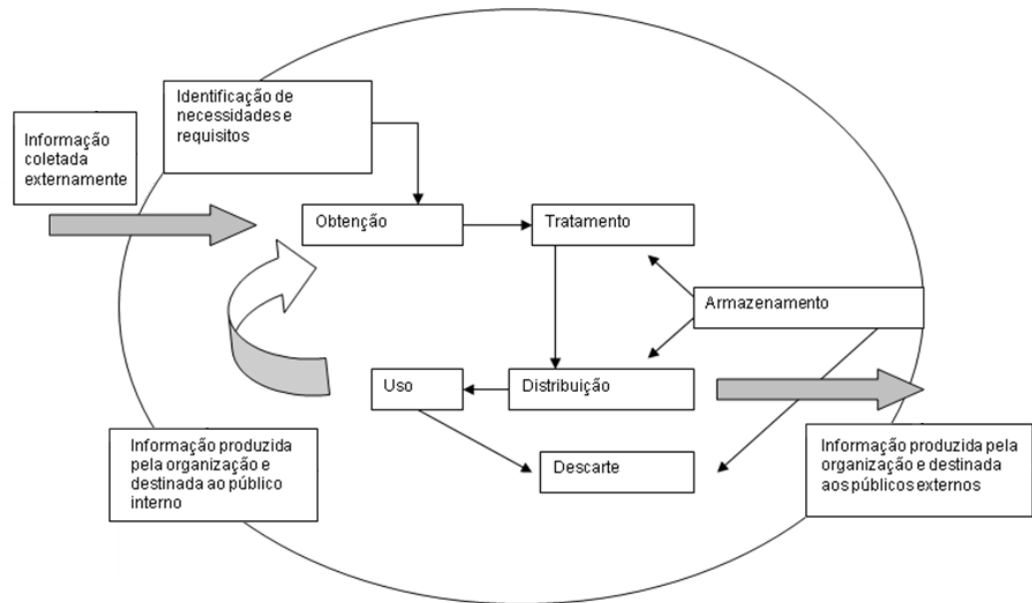 Identificação de
necessidades e
requisitos
Informação
coletada
externamente
Obtenção
Tratamento
Armazenamento
Uso
Distribuição
Descarte
Informação produzida
pela organização e
destinada ao público
interno
Informação produzida pela
organização e destinada
aos públicos externos